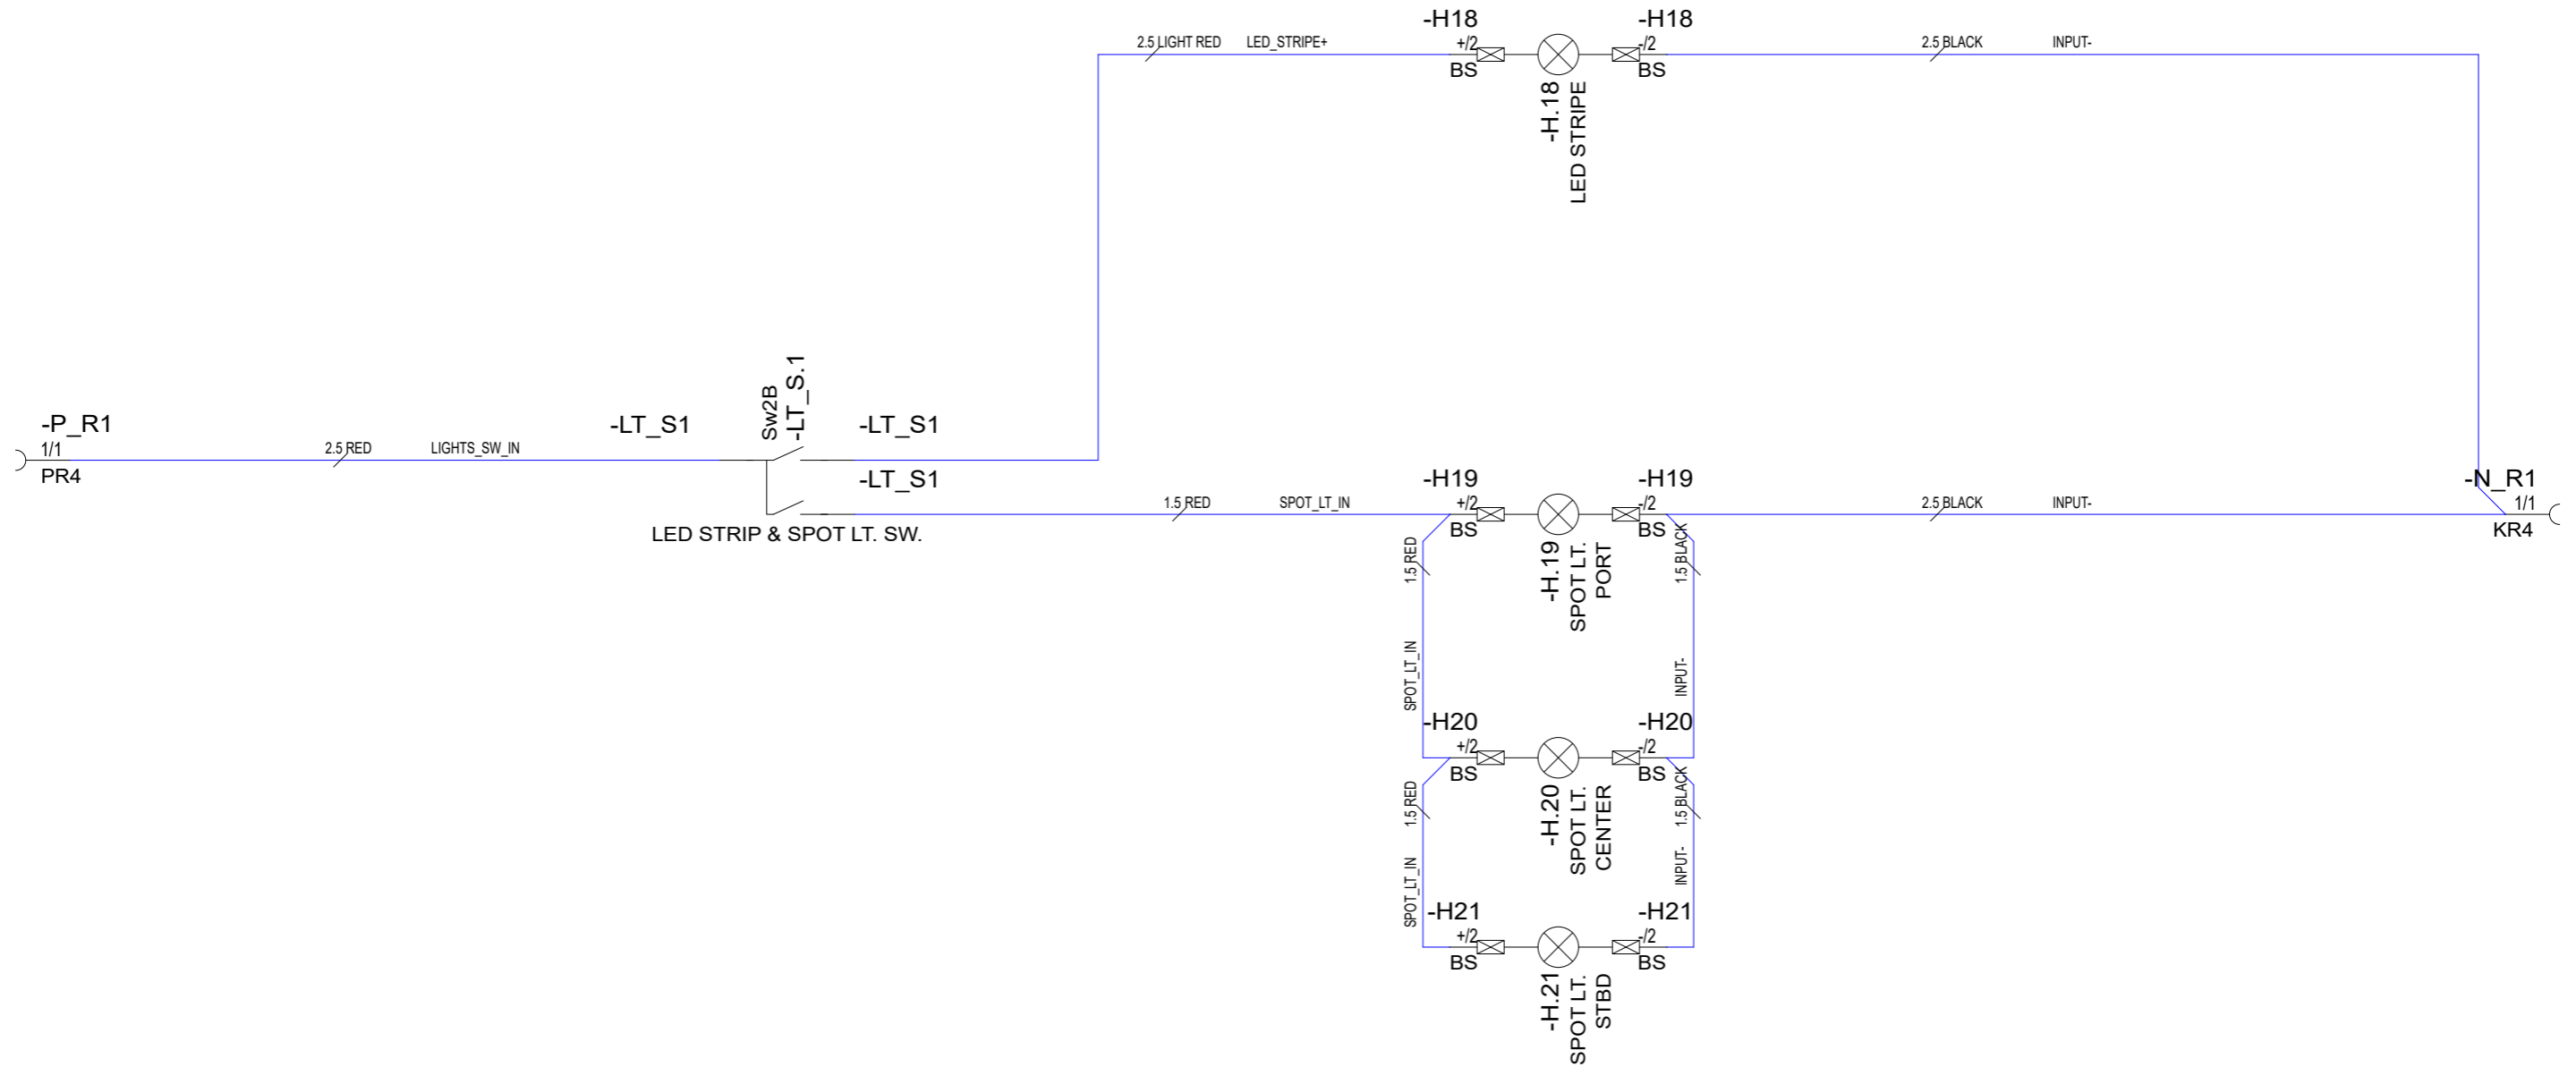 -H18
-H18
2.5 LIGHT RED
LED_STRIPE+
+/2
-/2
2.5 BLACK
INPUT-
BS
BS
-H.18
LED STRIPE
Sw2B
-LT_S.1
-P_R1
-LT_S1
-LT_S1
1/1
2.5 RED
LIGHTS_SW_IN
PR4
-LT_S1
LED STRIP & SPOT LT. SW.
-H19
-H19
-N_R1
1.5 RED
SPOT_LT_IN
+/2
-/2
2.5 BLACK
INPUT-
1/1
BS
BS
KR4
1.5 RED
-H.19
SPOT LT.
PORT
1.5 BLACK
SPOT_LT_IN
INPUT-
-H20
-H20
+/2
-/2
BS
BS
1.5 RED
-H.20
SPOT LT.
CENTER
1.5 BLACK
SPOT_LT_IN
INPUT-
-H21
-H21
+/2
-/2
BS
BS
-H.21
SPOT LT.
STBD